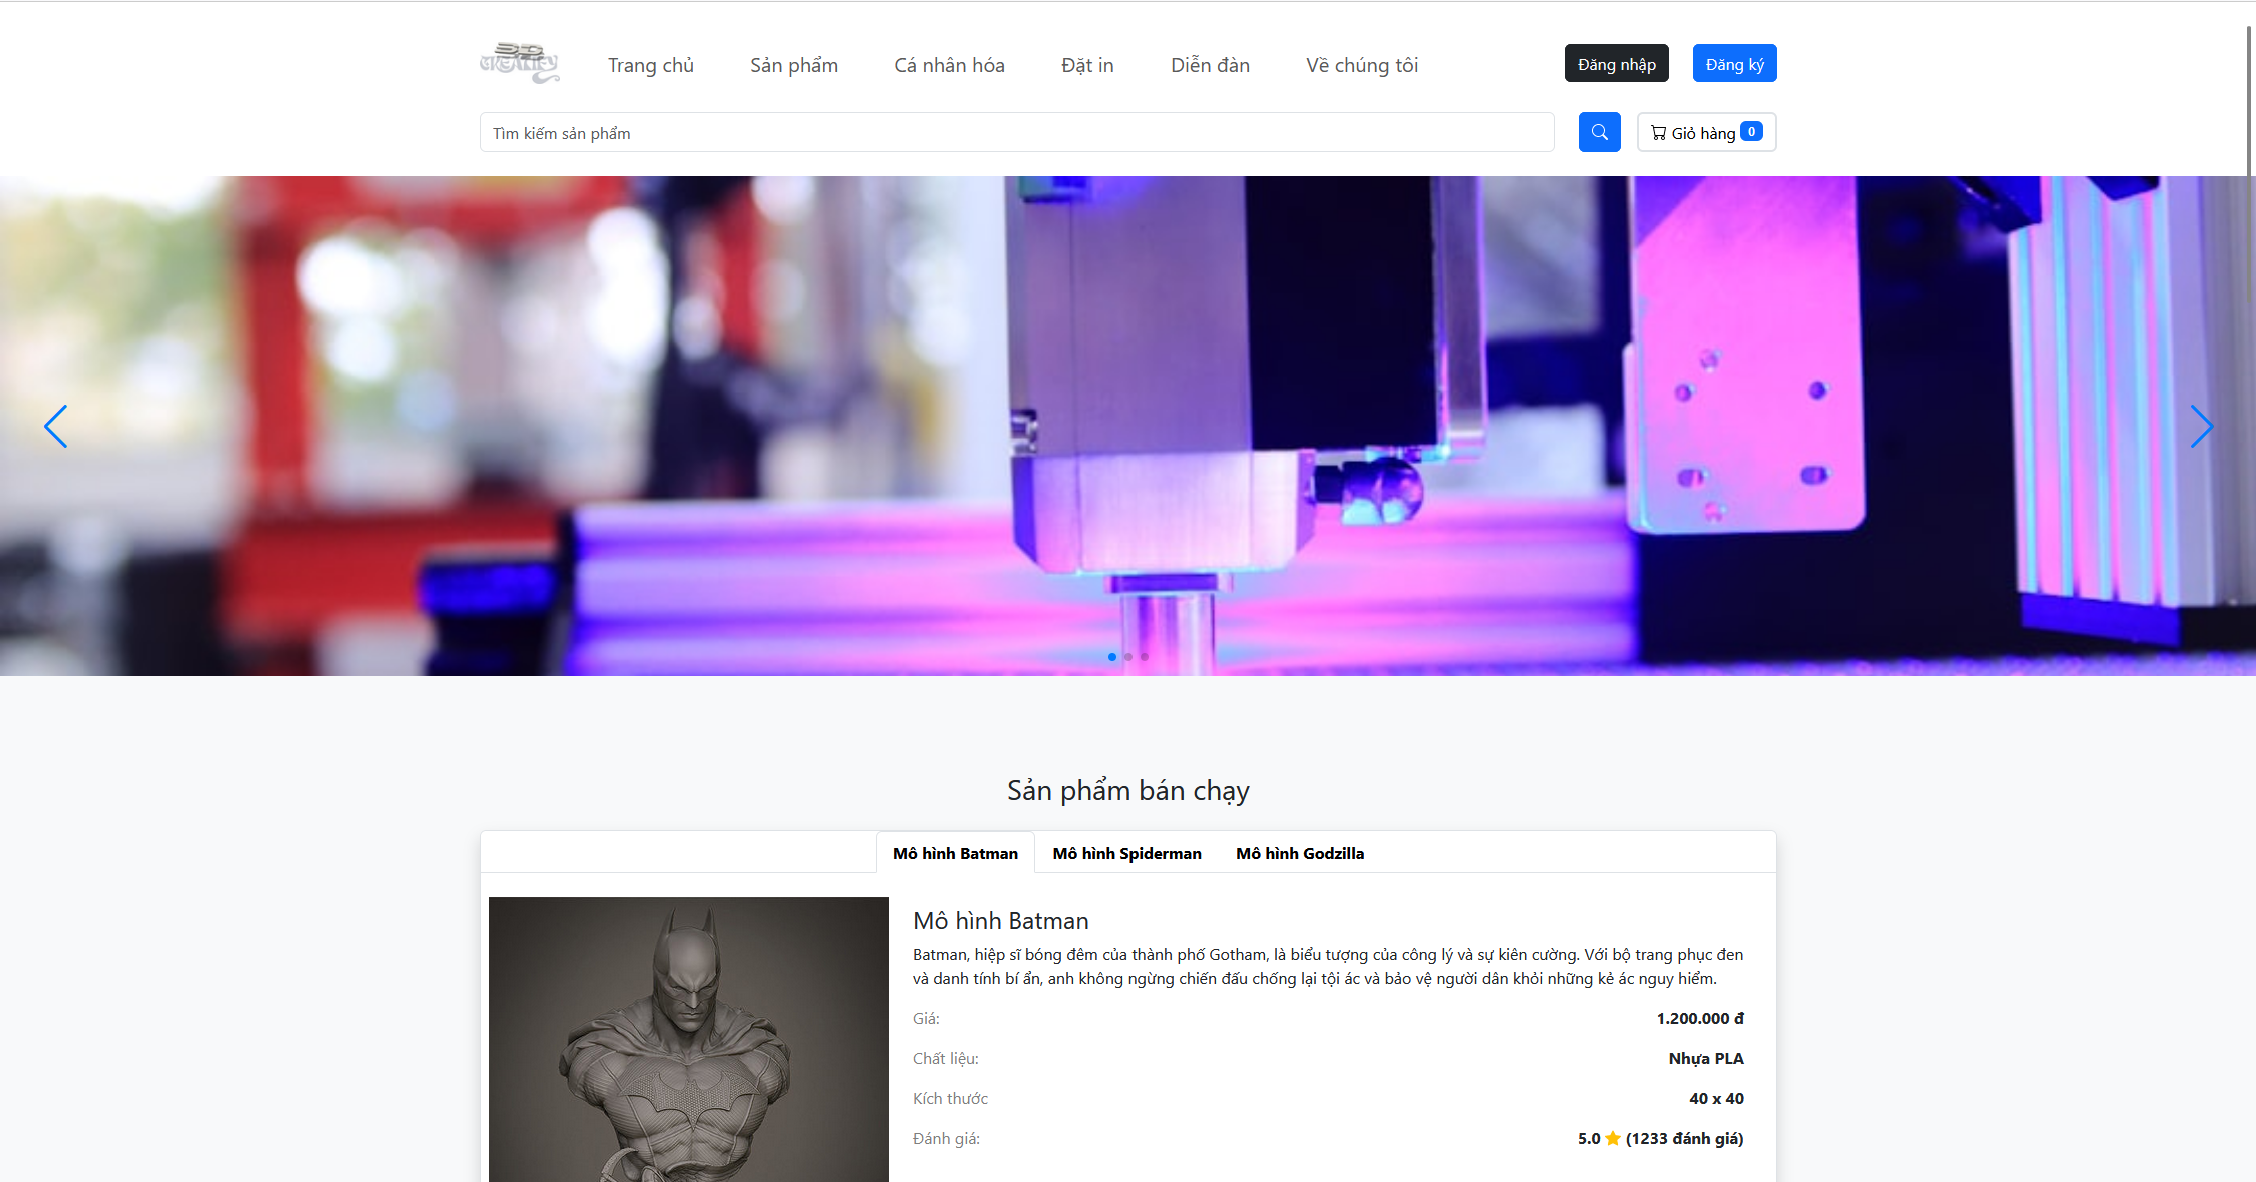 3D
Trang chủ
Sản phẩm
Cá nhân hóa
Đặt in
Diễn đàn
Về chúng tôi
Đăng nhập
Đăng ký
Tìm kiếm sản phẩm
Giỏ hàng 0
Sản phẩm bán chạy
Mô hình Batman
Mô hình Spiderman
Mô hình Godzilla
Mô hình Batman
Batman, hiệp sĩ bóng đêm của thành phố Gotham, là biểu tượng của công lý và sự kiên cường. Với bộ trang phục đen
và danh tính bí ẩn, anh không ngừng chiến đấu chống lại tội ác và bảo vệ người dân khỏi những kẻ ác nguy hiểm.
Giá: 1.200.000 đ
Chất liệu: Nhựa PLA
Kích thước 40 x 40
Đánh giá: 5.0 ⭐ (1233 đánh giá)